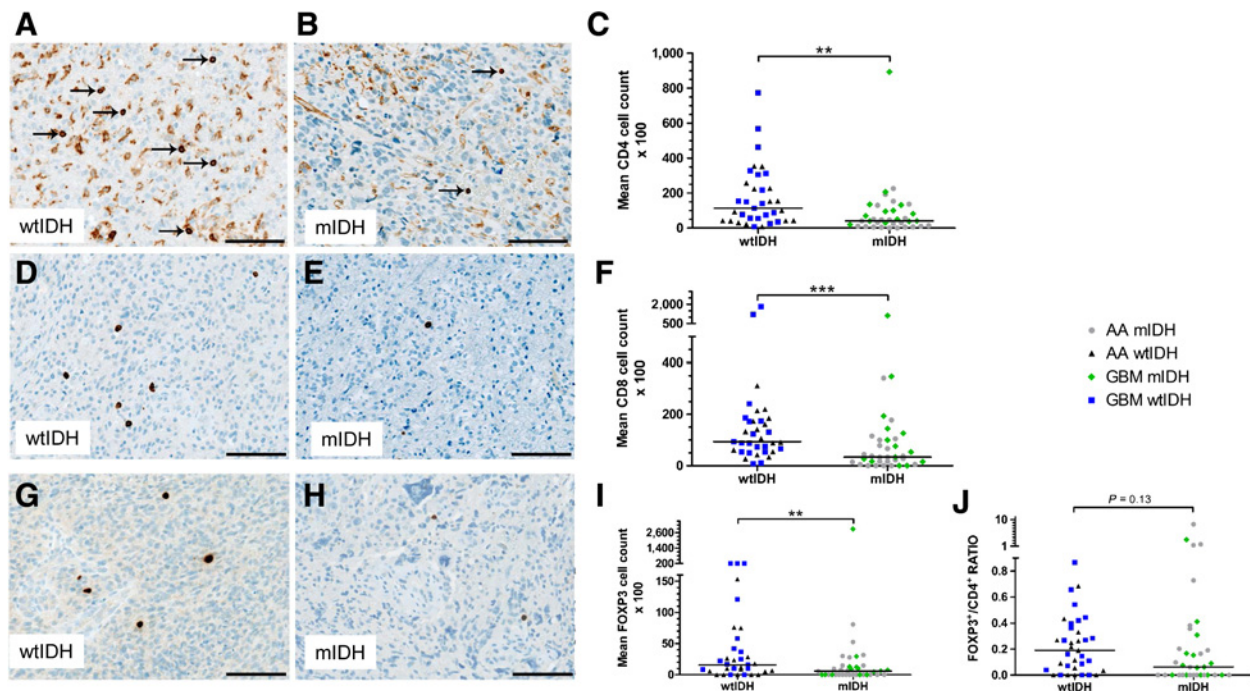 A
wtIDH
B
mIDH
C
Mean CD4 cell count
x 100
1,000
800
600
400
200
0
**
wtIDH
mIDH
D
wtIDH
E
mIDH
F
Mean CD8 cell count
x 100
2,000
500
400
200
0
***
wtIDH
mIDH
AA mIDH
AA wtIDH
GBM mIDH
GBM wtIDH
G
wtIDH
H
mIDH
I
Mean FOXP3 cell count
x 100
2,600
1,400
200
150
100
50
0
**
wtIDH
mIDH
J
FOXP3+/CD4+ RATIO
10
1
0.8
0.6
0.4
0.2
0.0
P = 0.13
wtIDH
mIDH